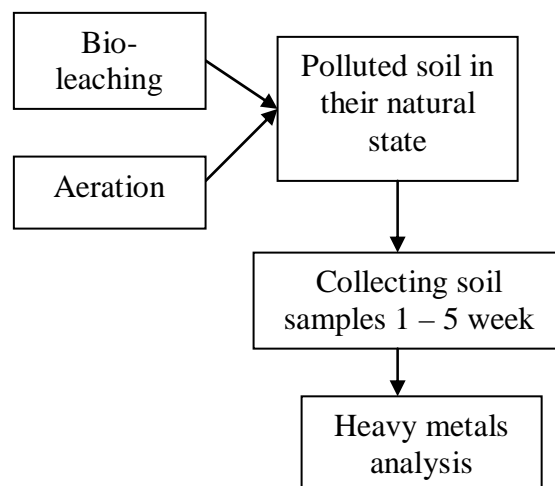 Bio-
leaching
Polluted soil in
their natural
state
Aeration
Collecting soil
samples 1 – 5 week
Heavy metals
analysis